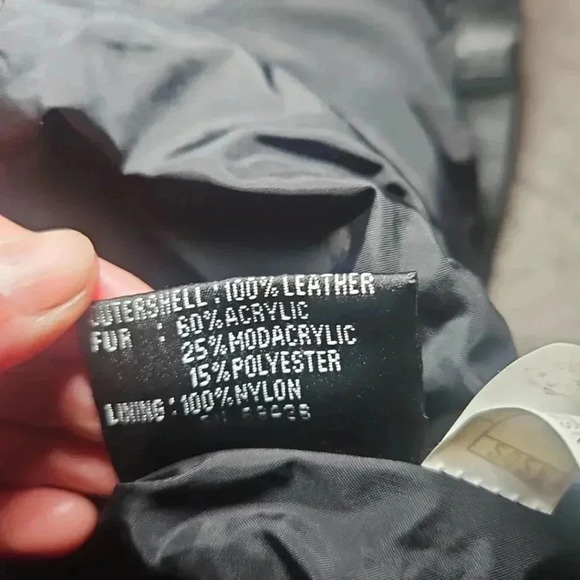 OUTERSHELL : 100% LEATHER
FUR : 60% ACRYLIC
25% MODACRYLIC
15% POLYESTER
LINING : 100% NYLON